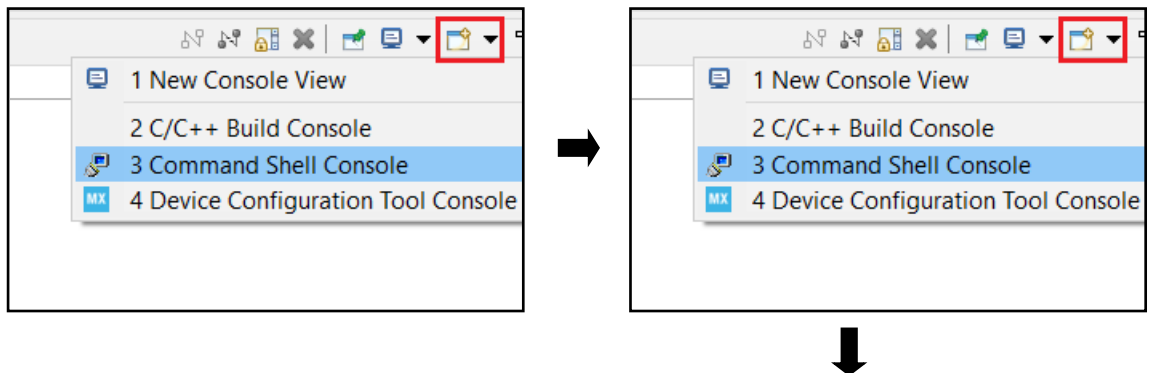 1 New Console View
2 C/C++ Build Console
3 Command Shell Console
MX 4 Device Configuration Tool Console
1 New Console View
2 C/C++ Build Console
3 Command Shell Console
MX 4 Device Configuration Tool Console